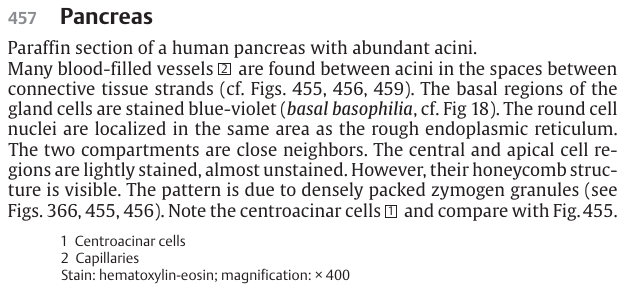 457 Pancreas
Paraffin section of a human pancreas with abundant acini.
Many blood-filled vessels 2 are found between acini in the spaces between
connective tissue strands (cf. Figs. 455, 456, 459). The basal regions of the
gland cells are stained blue-violet (basal basophilia, cf. Fig 18). The round cell
nuclei are localized in the same area as the rough endoplasmic reticulum.
The two compartments are close neighbors. The central and apical cell re-
gions are lightly stained, almost unstained. However, their honeycomb struc-
ture is visible. The pattern is due to densely packed zymogen granules (see
Figs. 366, 455, 456). Note the centroacinar cells 1 and compare with Fig. 455.
1 Centroacinar cells
2 Capillaries
Stain: hematoxylin-eosin; magnification: × 400